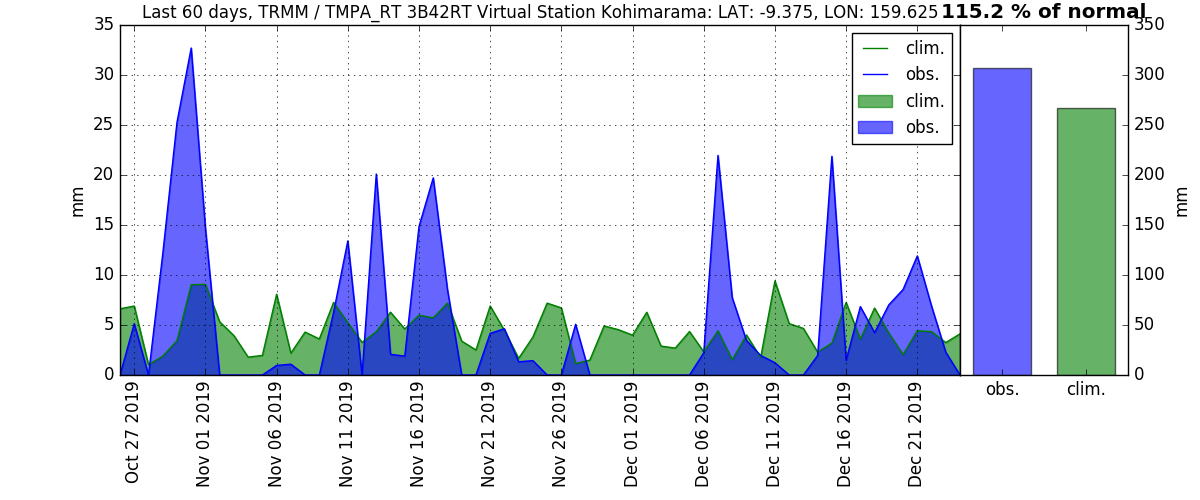 Last 60 days, TRMM / TMPA_RT 3B42RT Virtual Station Kohimarama: LAT: -9.375, LON: 159.625
115.2 % of normal
35
30
25
20
15
10
5
0
mm
clim.
obs.
clim.
obs.
Oct 27 2019
Nov 01 2019
Nov 06 2019
Nov 11 2019
Nov 16 2019
Nov 21 2019
Nov 26 2019
Dec 01 2019
Dec 06 2019
Dec 11 2019
Dec 16 2019
Dec 21 2019
350
300
250
200
150
100
50
0
mm
obs.
clim.